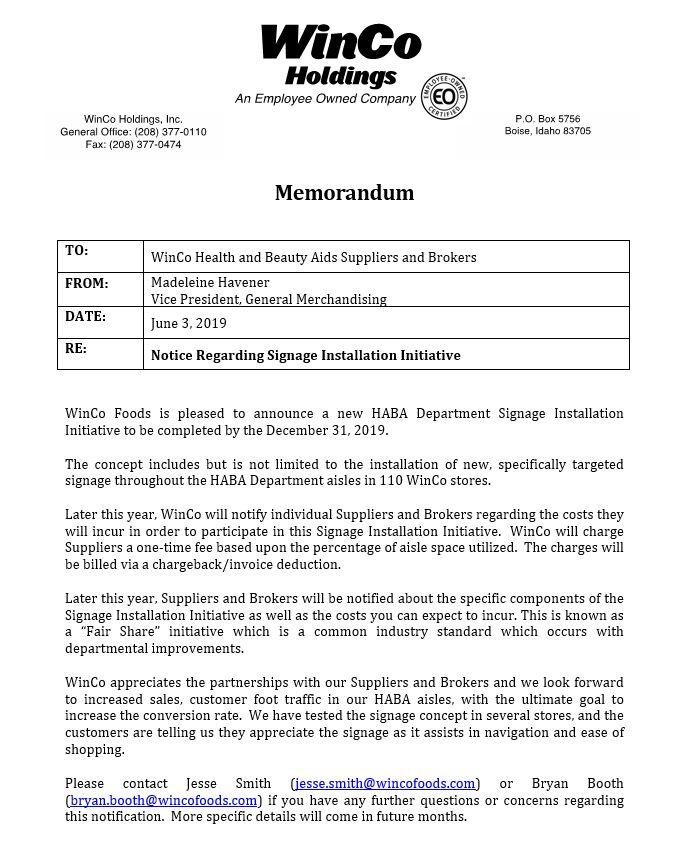 WinCo
Holdings
An Employee Owned Company
EMPLOYEE-OWNED
EO
CERTIFIED
WinCo Holdings, Inc.
General Office: (208) 377-0110
Fax: (208) 377-0474
P.O. Box 5756
Boise, Idaho 83705
Memorandum
TO:
WinCo Health and Beauty Aids Suppliers and Brokers
FROM:
Madeleine Havener
Vice President, General Merchandising
DATE:
June 3, 2019
RE:
Notice Regarding Signage Installation Initiative
WinCo Foods is pleased to announce a new HABA Department Signage Installation
Initiative to be completed by the December 31, 2019.
The concept includes but is not limited to the installation of new, specifically targeted
signage throughout the HABA Department aisles in 110 WinCo stores.
Later this year, WinCo will notify individual Suppliers and Brokers regarding the costs they
will incur in order to participate in this Signage Installation Initiative. WinCo will charge
Suppliers a one-time fee based upon the percentage of aisle space utilized. The charges will
be billed via a chargeback/invoice deduction.
Later this year, Suppliers and Brokers will be notified about the specific components of the
Signage Installation Initiative as well as the costs you can expect to incur. This is known as
a “Fair Share” initiative which is a common industry standard which occurs with
departmental improvements.
WinCo appreciates the partnerships with our Suppliers and Brokers and we look forward
to increased sales, customer foot traffic in our HABA aisles, with the ultimate goal to
increase the conversion rate. We have tested the signage concept in several stores, and the
customers are telling us they appreciate the signage as it assists in navigation and ease of
shopping.
Please contact Jesse Smith (jesse.smith@wincofoods.com) or Bryan Booth
(bryan.booth@wincofoods.com) if you have any further questions or concerns regarding
this notification. More specific details will come in future months.